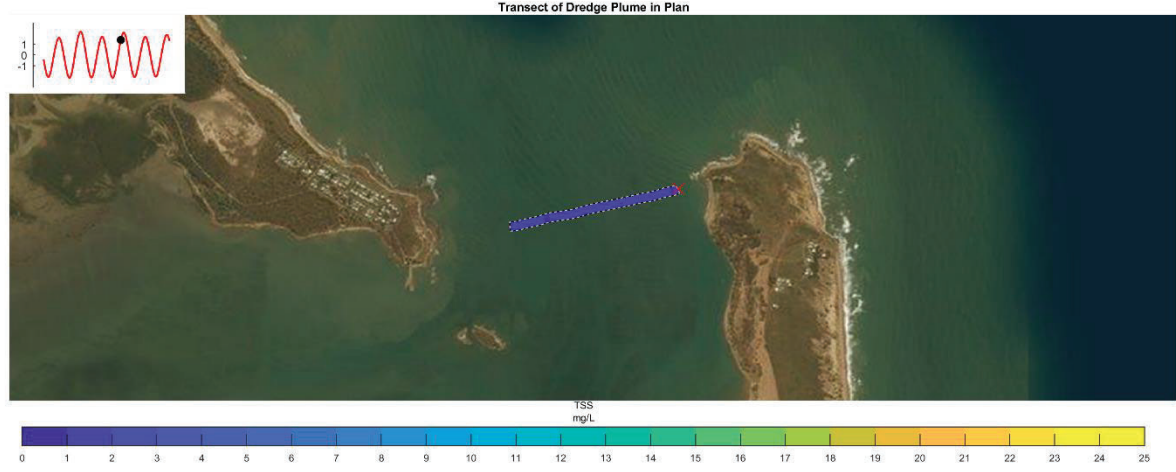 Transect of Dredge Plume in Plan
1
0
-1
X
TSS
mg/L
0 1 2 3 4 5 6 7 8 9 10 11 12 13 14 15 16 17 18 19 20 21 22 23 24 25